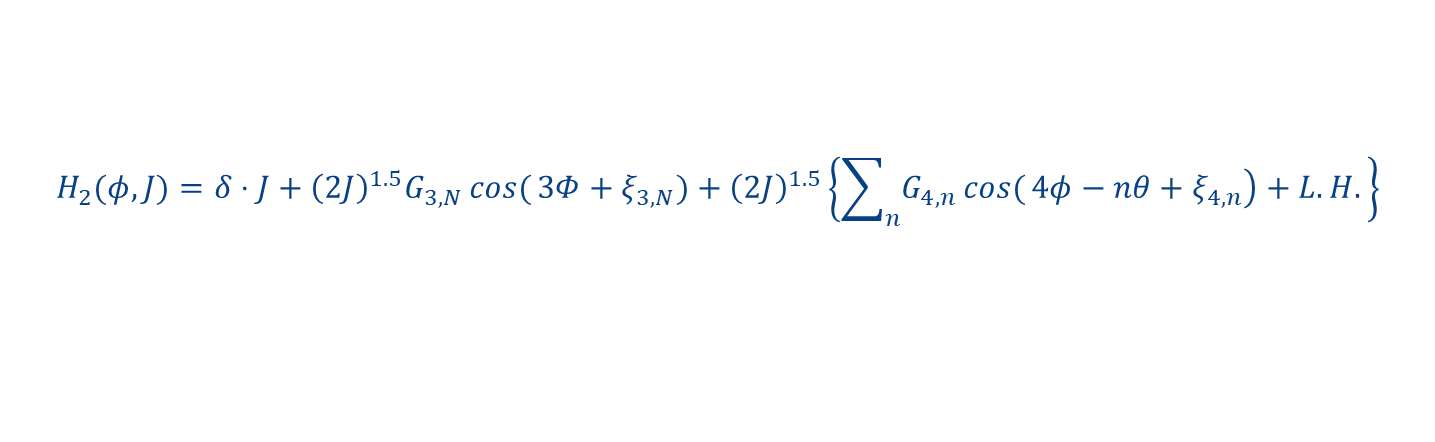 H₂(ϕ, J) = δ · J + (2J)^{1.5} G_{3,N} cos( 3Φ + ξ_{3,N}) + (2J)^{1.5} {∑_n G_{4,n} cos( 4ϕ − nθ + ξ_{4,n}) + L. H. }